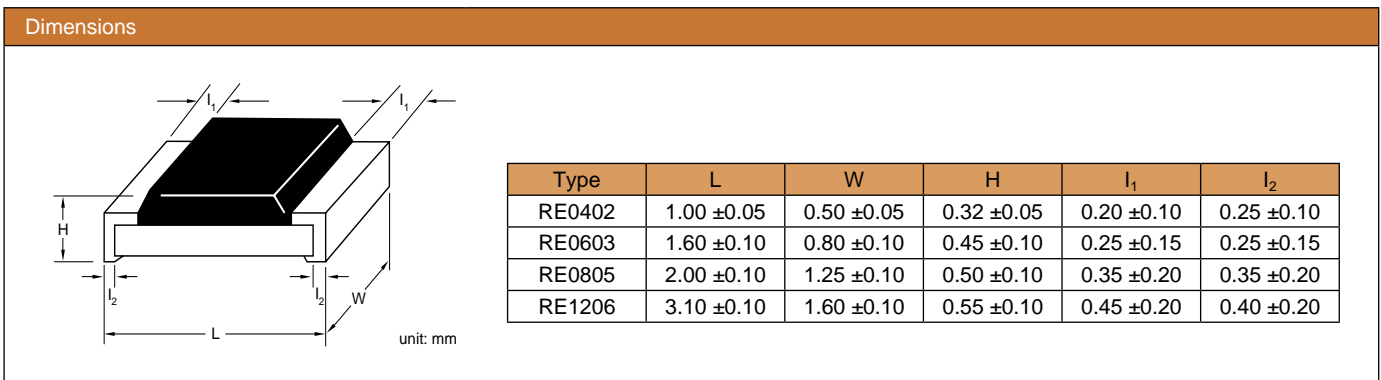 Dimensions
I1 I1
H
I2 I2 W
L
unit: mm
Type L W H I1 I2
RE0402 1.00 ±0.05 0.50 ±0.05 0.32 ±0.05 0.20 ±0.10 0.25 ±0.10
RE0603 1.60 ±0.10 0.80 ±0.10 0.45 ±0.10 0.25 ±0.15 0.25 ±0.15
RE0805 2.00 ±0.10 1.25 ±0.10 0.50 ±0.10 0.35 ±0.20 0.35 ±0.20
RE1206 3.10 ±0.10 1.60 ±0.10 0.55 ±0.10 0.45 ±0.20 0.40 ±0.20